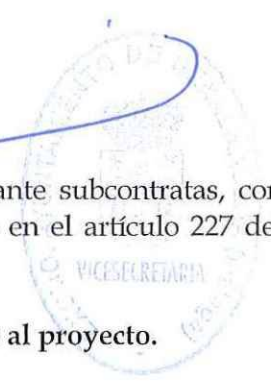 ante subcontratas, con
en el artículo 227 de
VICESECRETARIA
al proyecto.